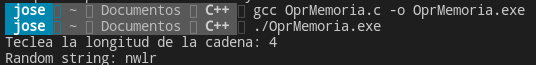 jose ~ Documentos C++ gcc OprMemoria.c -o OprMemoria.exe
jose ~ Documentos C++ ./OprMemoria.exe
Teclea la longitud de la cadena: 4
Random string: nwlr